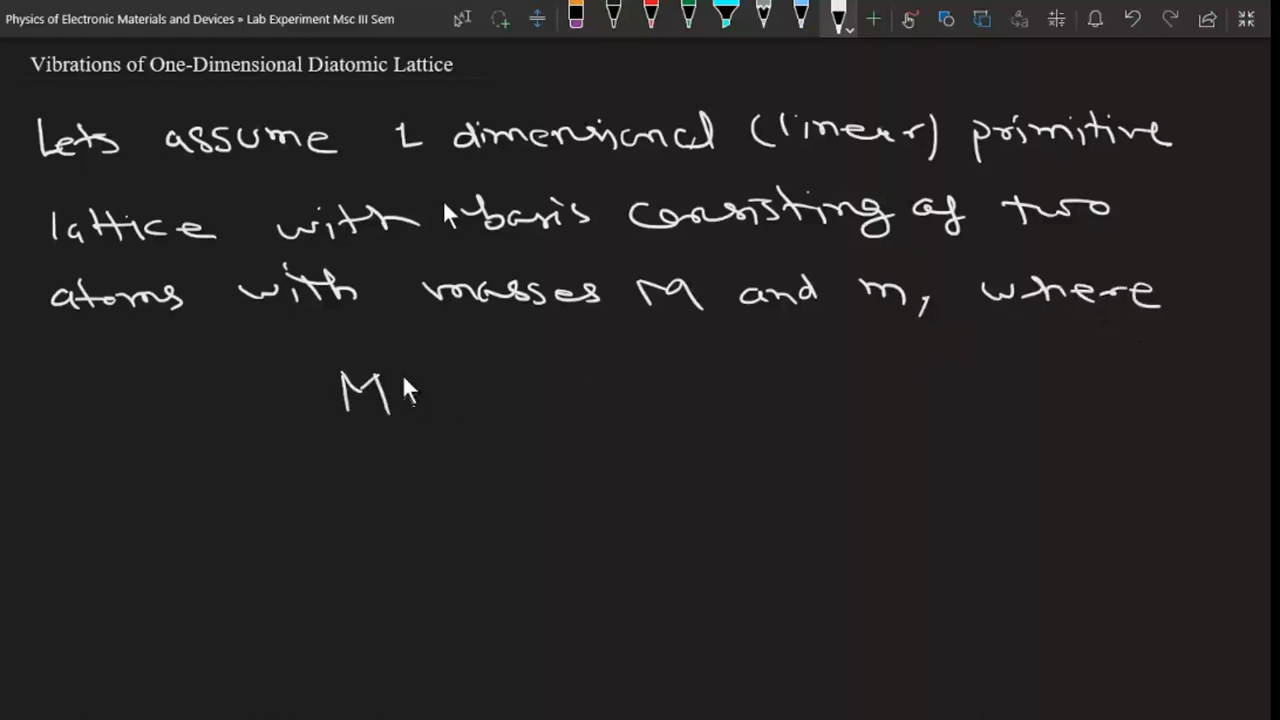 Physics of Electronic Materials and Devices » Lab Experiment Msc III Sem
Vibrations of One-Dimensional Diatomic Lattice
Lets assume 1 dimensional (linear) primitive
lattice with basis consisting of two
atoms with masses M and m, where
M